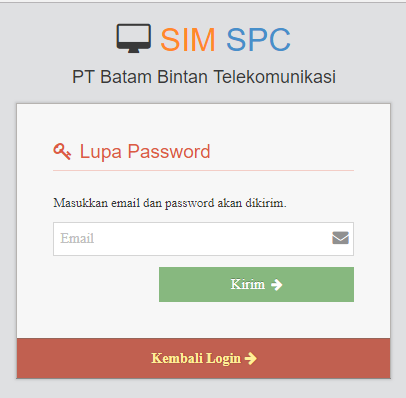 SIM SPC
PT Batam Bintan Telekomunikasi
Lupa Password
Masukkan email dan password akan dikirim.
Email
Kirim
Kembali Login